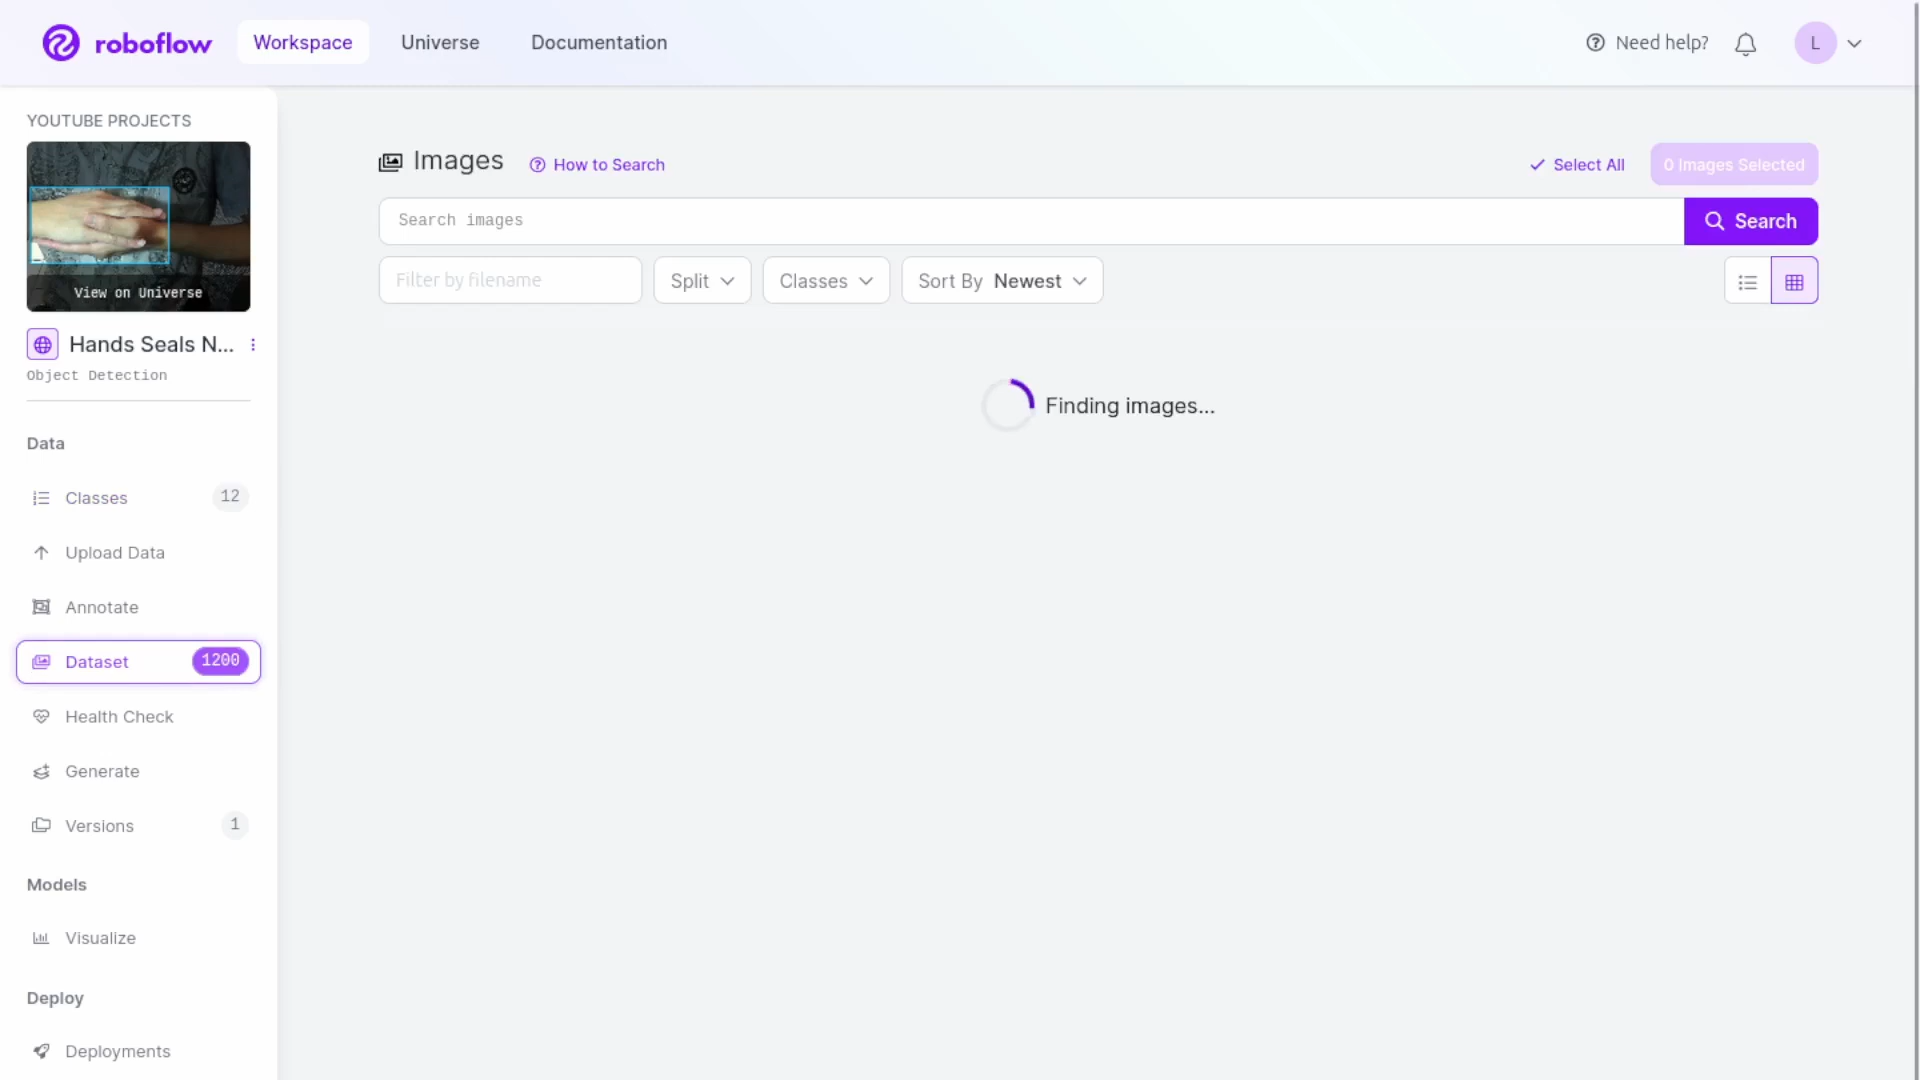 roboflow
Workspace
Universe
Documentation
Need help?
L
YOUTUBE PROJECTS
View on Universe
Hands Seals N...
Object Detection
Data
Classes 12
Upload Data
Annotate
Dataset 1200
Health Check
Generate
Versions 1
Models
Visualize
Deploy
Deployments
Images
How to Search
Select All
0 Images Selected
Search images
Search
Filter by filename
Split
Classes
Sort By Newest
Finding images...